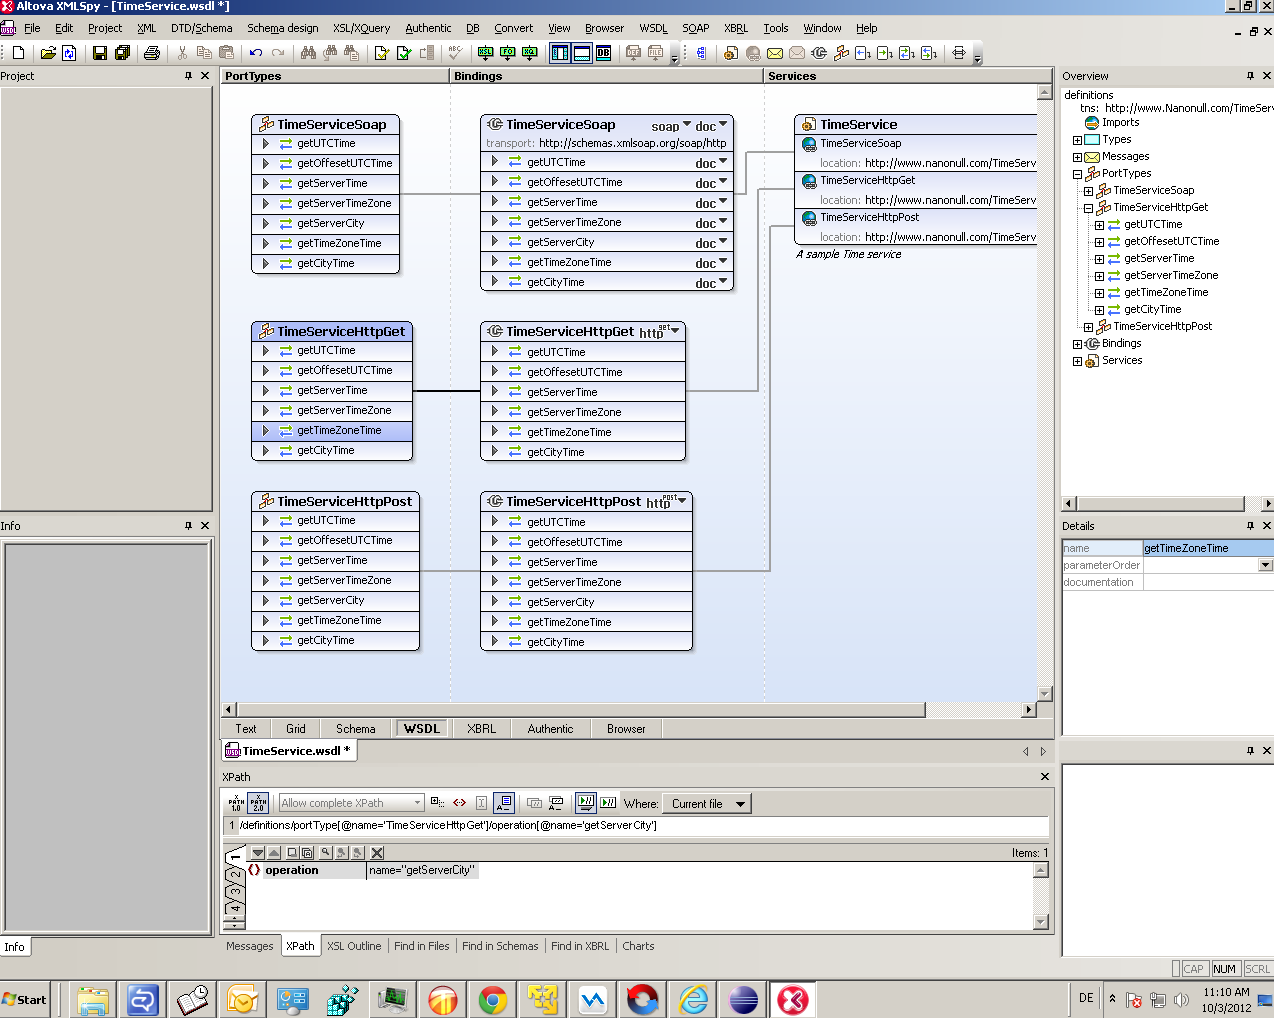 Altova XMLSpy - [TimeService.wsdl *]
File Edit Project XML DTD/Schema Schema design XSL/XQuery Authentic DB Convert View Browser WSDL SOAP XBRL Tools Window Help
Project
PortTypes Bindings Services
Overview
TimeServiceSoap
getUTCTime
getOffesetUTCTime
getServerTime
getServerTimeZone
getServerCity
getTimeZoneTime
getCityTime
TimeServiceHttpGet
getUTCTime
getOffesetUTCTime
getServerTime
getServerTimeZone
getTimeZoneTime
getCityTime
TimeServiceHttpPost
getUTCTime
getOffesetUTCTime
getServerTime
getServerTimeZone
getServerCity
getTimeZoneTime
getCityTime
TimeServiceSoap soap doc
transport: http://schemas.xmlsoap.org/soap/http
getUTCTime doc
getOffesetUTCTime doc
getServerTime doc
getServerTimeZone doc
getServerCity doc
getTimeZoneTime doc
getCityTime doc
TimeServiceHttpGet http get
getUTCTime
getOffesetUTCTime
getServerTime
getServerTimeZone
getTimeZoneTime
getCityTime
TimeServiceHttpPost http post
getUTCTime
getOffesetUTCTime
getServerTime
getServerTimeZone
getServerCity
getTimeZoneTime
getCityTime
TimeService
TimeServiceSoap
location: http://www.nanonull.com/TimeServ
TimeServiceHttpGet
location: http://www.nanonull.com/TimeServ
TimeServiceHttpPost
location: http://www.nanonull.com/TimeServ
A sample Time service
definitions
tns: http://www.Nanonull.com/TimeServ
Imports
Types
Messages
PortTypes
TimeServiceSoap
TimeServiceHttpGet
getUTCTime
getOffesetUTCTime
getServerTime
getServerTimeZone
getTimeZoneTime
getCityTime
TimeServiceHttpPost
Bindings
Services
Info
Details
name getTimeZoneTime
parameterOrder
documentation
Text Grid Schema WSDL XBRL Authentic Browser
TimeService.wsdl *
XPath
XPATH 1.0 XPATH 2.0 Allow complete XPath Where: Current file
1 /definitions/portType[@name='TimeServiceHttpGet']/operation[@name='getServerCity']
Items: 1
1
2
3
4
operation name="getServerCity"
Info
Messages XPath XSL Outline Find in Files Find in Schemas Find in XBRL Charts
CAP NUM SCRL
Start
DE
11:10 AM
10/3/2012